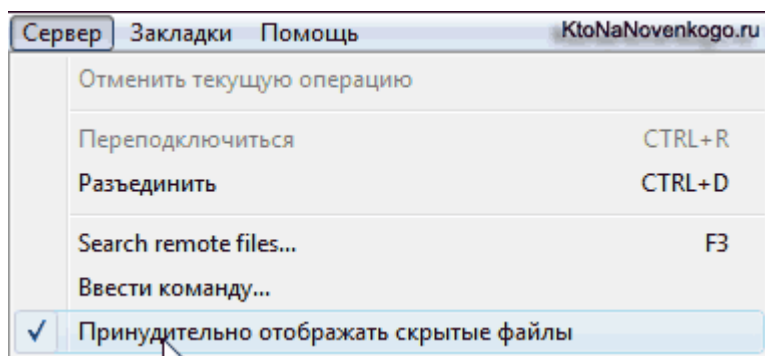 Сервер Закладки Помощь KtoNaNovenkogo.ru
Отменить текущую операцию
Переподключиться CTRL+R
Разъединить CTRL+D
Search remote files... F3
Ввести команду...
Принудительно отображать скрытые файлы